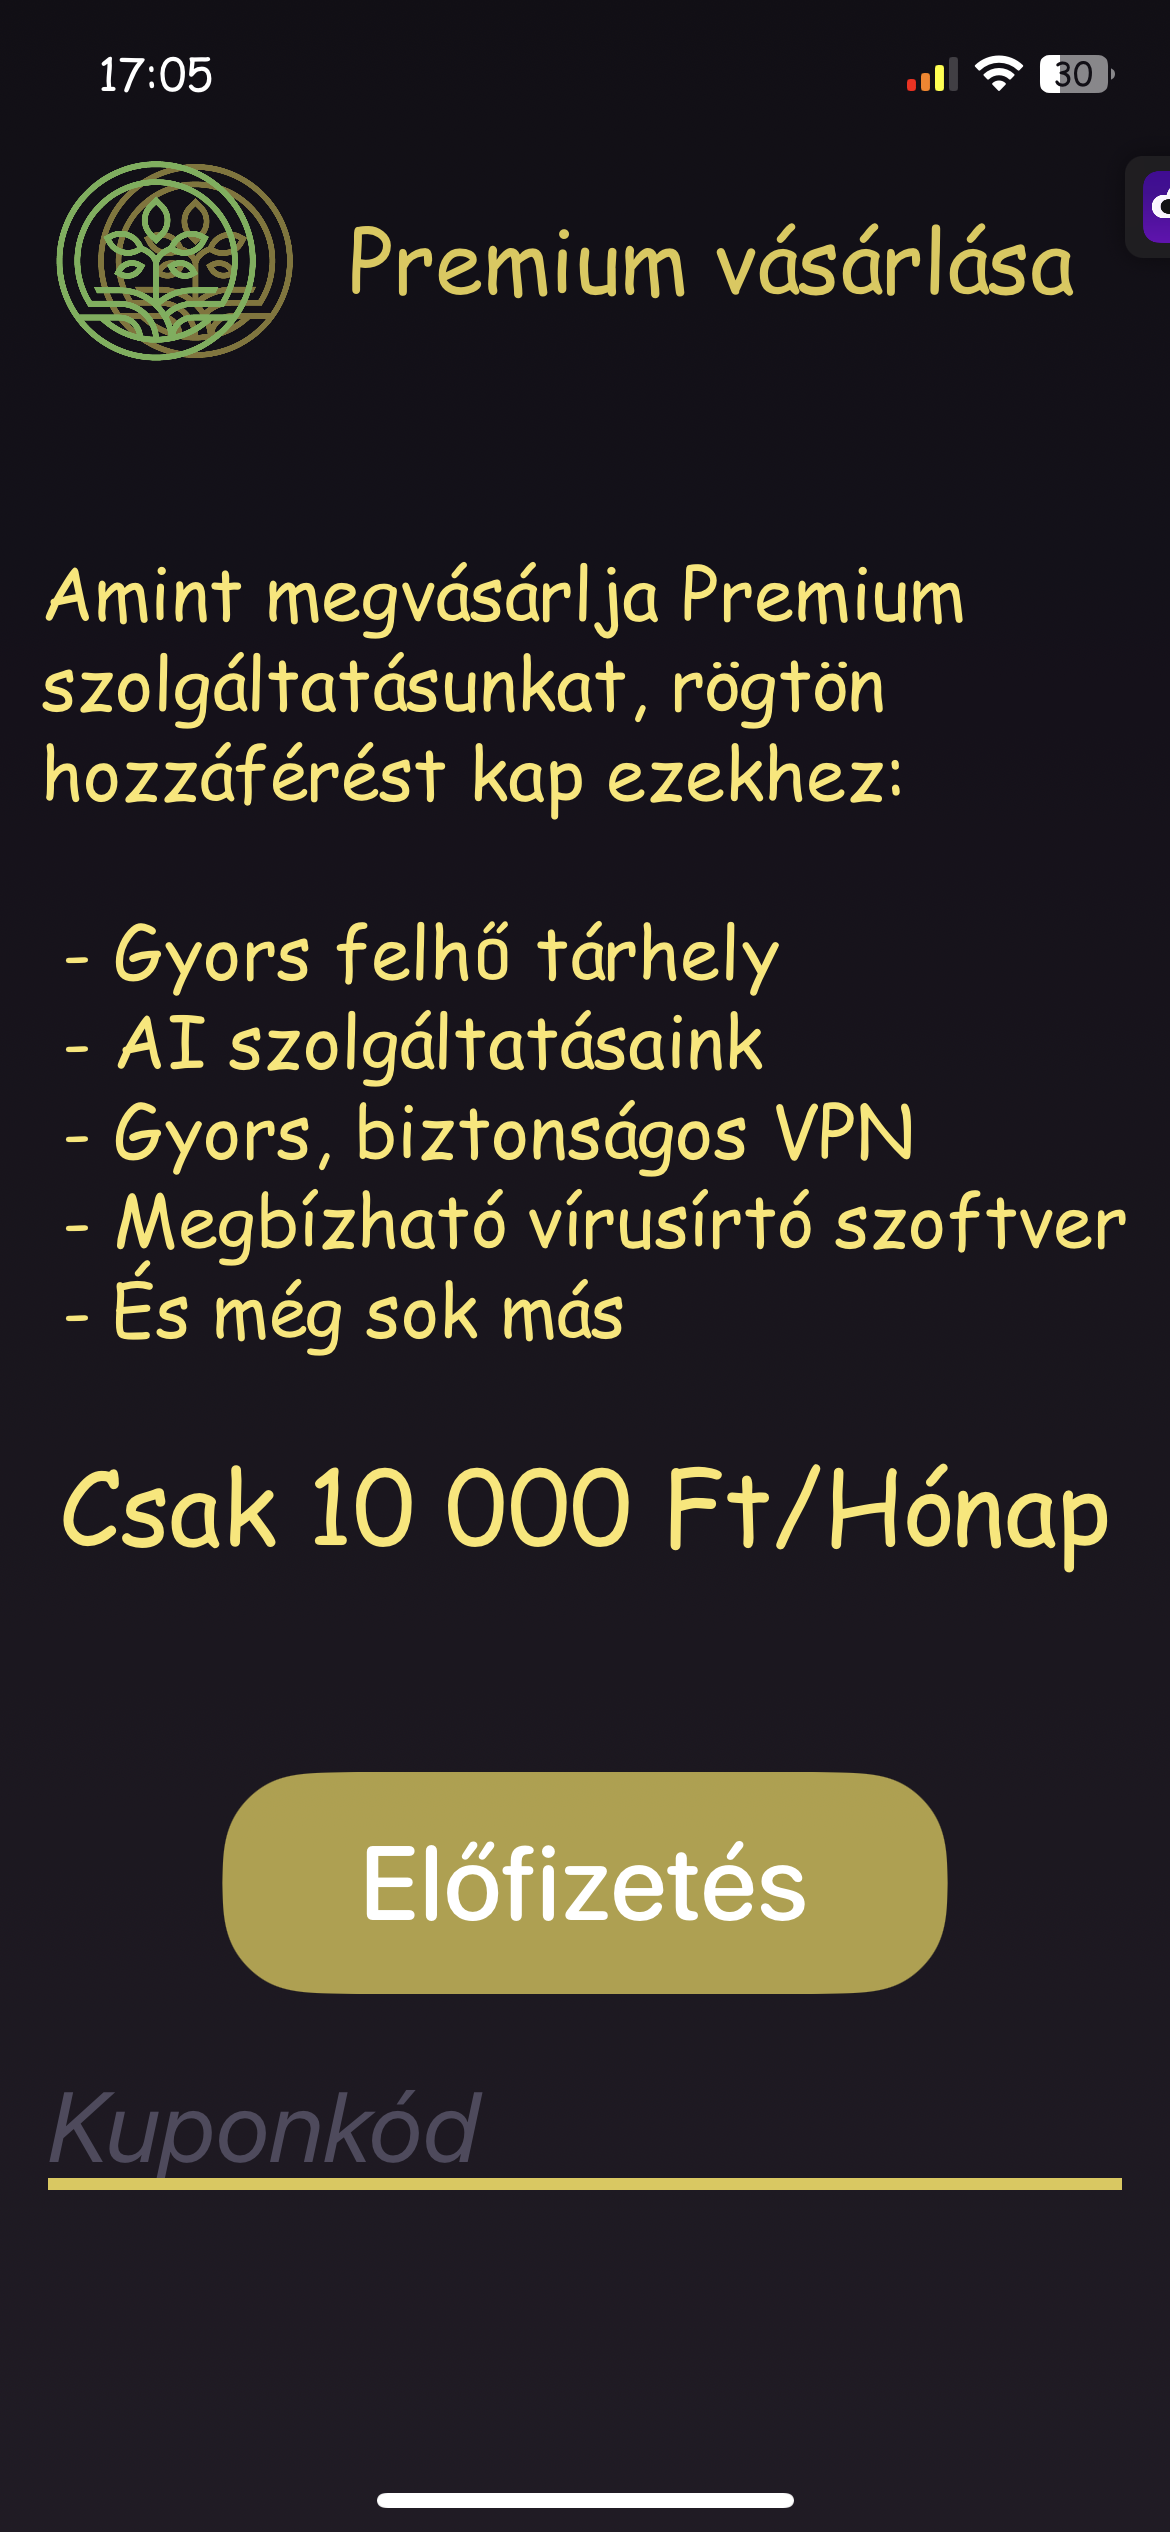 17:05
30
Premium vásárlása
Amint megvásárlja Premium
szolgáltatásunkat, rögtön
hozzáférést kap ezekhez:
- Gyors felhő tárhely
- AI szolgáltatásaink
- Gyors, biztonságos VPN
- Megbízható vírusírtó szoftver
- És még sok más
Csak 10 000 Ft/Hónap
Előfizetés
Kuponkód